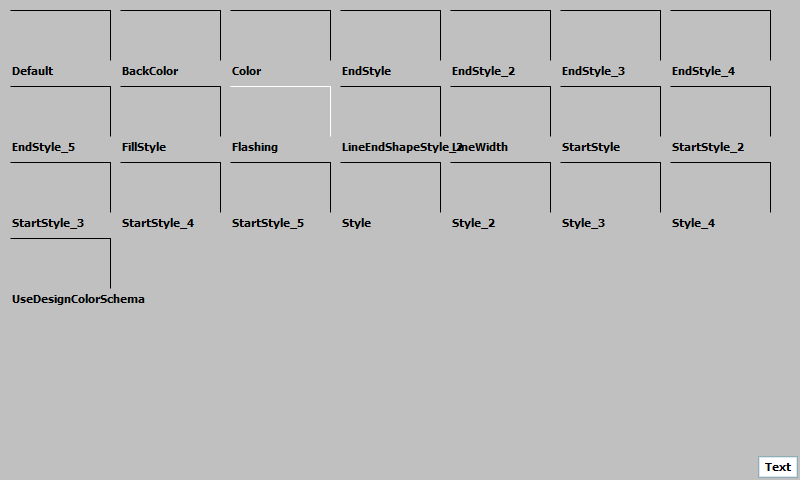 Default BackColor Color EndStyle EndStyle_2 EndStyle_3 EndStyle_4
EndStyle_5 FillStyle Flashing LineEndShapeStyle_2 LineWidth StartStyle StartStyle_2
StartStyle_3 StartStyle_4 StartStyle_5 Style Style_2 Style_3 Style_4
UseDesignColorSchema
Text